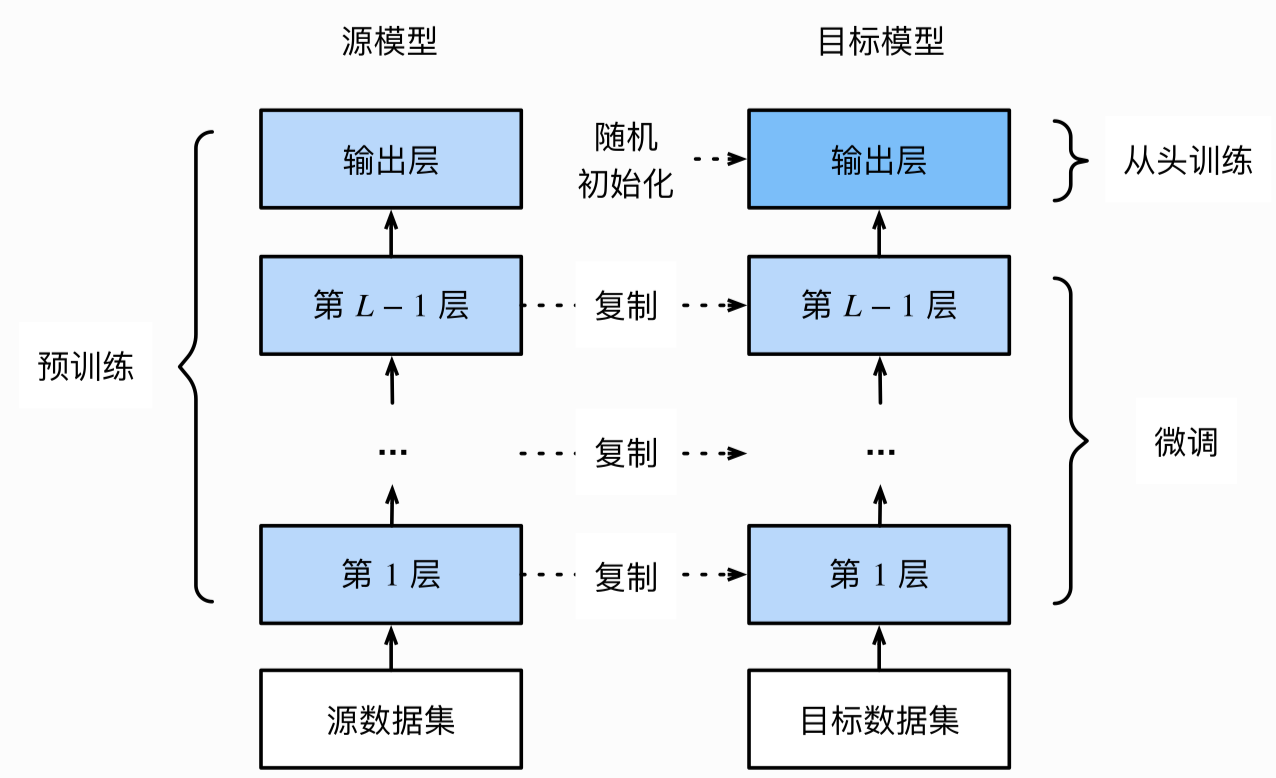 源模型
目标模型
输出层
随机
初始化
输出层
从头训练
第 L – 1 层
复制
第 L – 1 层
预训练
...
复制
...
微调
第 1 层
复制
第 1 层
源数据集
目标数据集